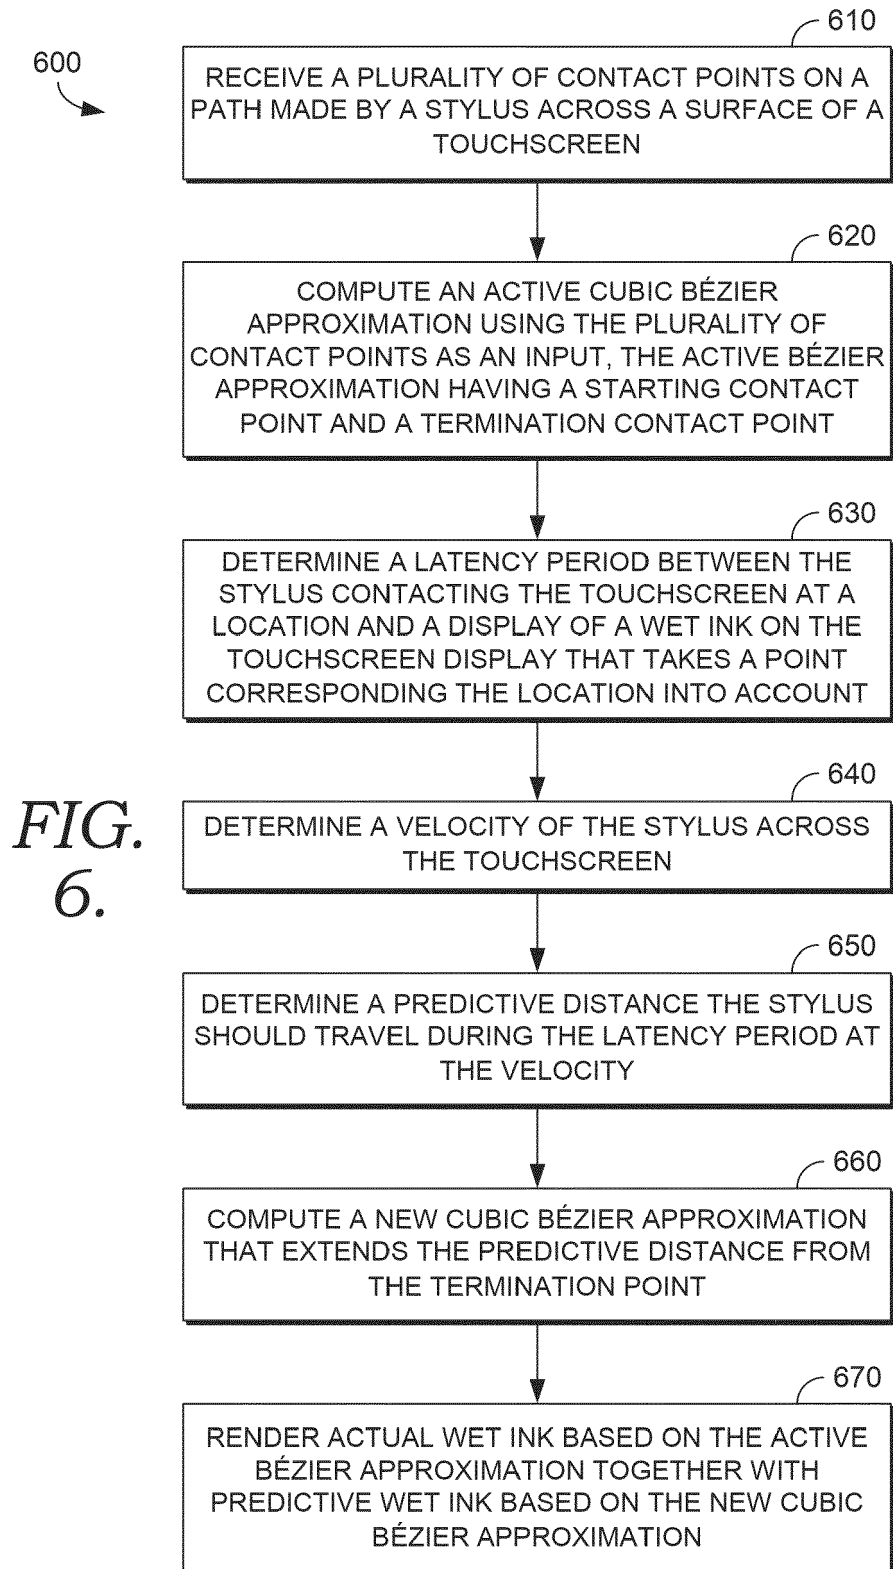 600
610
RECEIVE A PLURALITY OF CONTACT POINTS ON A
PATH MADE BY A STYLUS ACROSS A SURFACE OF A
TOUCHSCREEN
620
COMPUTE AN ACTIVE CUBIC BÉZIER
APPROXIMATION USING THE PLURALITY OF
CONTACT POINTS AS AN INPUT, THE ACTIVE BÉZIER
APPROXIMATION HAVING A STARTING CONTACT
POINT AND A TERMINATION CONTACT POINT
630
DETERMINE A LATENCY PERIOD BETWEEN THE
STYLUS CONTACTING THE TOUCHSCREEN AT A
LOCATION AND A DISPLAY OF A WET INK ON THE
TOUCHSCREEN DISPLAY THAT TAKES A POINT
CORRESPONDING THE LOCATION INTO ACCOUNT
640
DETERMINE A VELOCITY OF THE STYLUS ACROSS
THE TOUCHSCREEN
FIG.
6.
650
DETERMINE A PREDICTIVE DISTANCE THE STYLUS
SHOULD TRAVEL DURING THE LATENCY PERIOD AT
THE VELOCITY
660
COMPUTE A NEW CUBIC BÉZIER APPROXIMATION
THAT EXTENDS THE PREDICTIVE DISTANCE FROM
THE TERMINATION POINT
670
RENDER ACTUAL WET INK BASED ON THE ACTIVE
BÉZIER APPROXIMATION TOGETHER WITH
PREDICTIVE WET INK BASED ON THE NEW CUBIC
BÉZIER APPROXIMATION